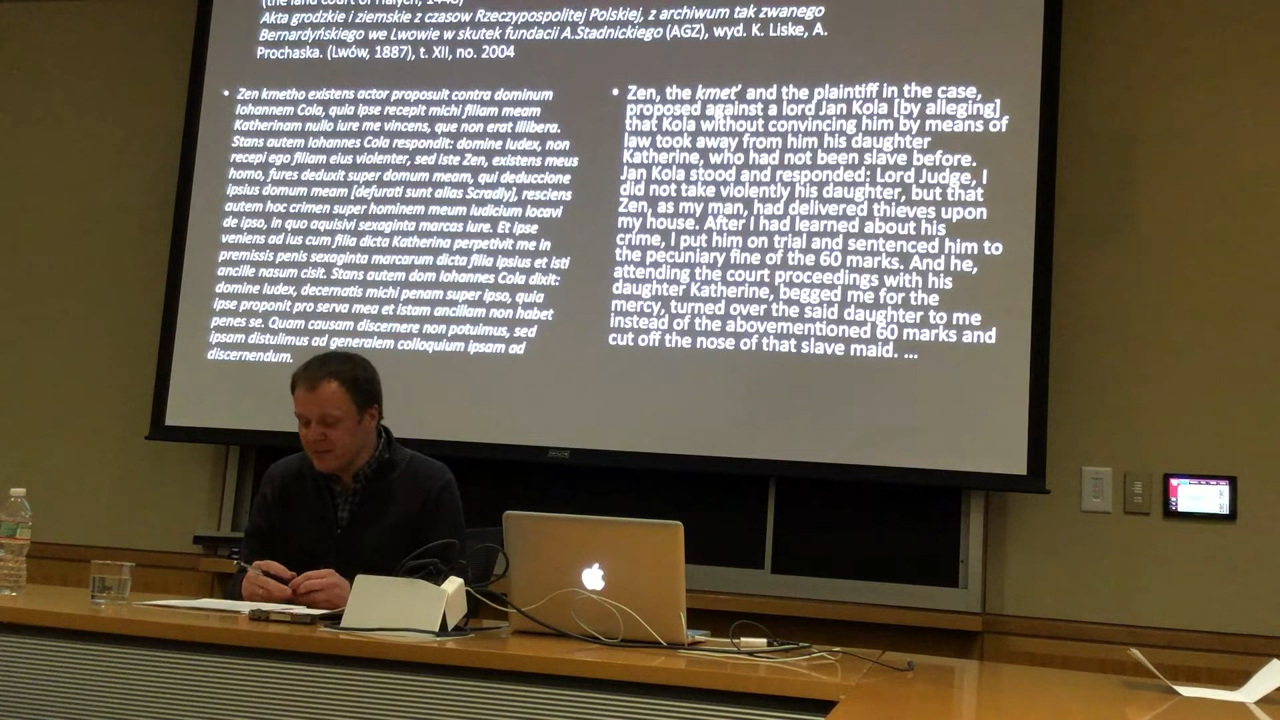 (the land court of Halych, 1448)
Akta grodzkie i ziemskie z czasow Rzeczypospolitej Polskiej, z archiwum tak zwanego
Bernardyńskiego we Lwowie w skutek fundacii A.Stadnickiego (AGZ), wyd. K. Liske, A.
Prochaska. (Lwów, 1887), t. XII, no. 2004
• Zen kmetho existens actor proposuit contra dominum
Iohannem Cola, quia ipse recepit michi filiam meam
Katherinam nullo iure me vincens, que non erat illibera.
Stans autem Iohannes Cola respondit: domine Iudex, non
recepi ego filiam eius violenter, sed iste Zen, existens meus
homo, fures deduxit super domum meam, qui deduccione
ipsius domum meam [defurati sunt alias Scradly], resciens
autem hoc crimen super hominem meum iudicium locavi
de ipso, in quo aquisivi sexaginta marcas iure. Et ipse
veniens ad ius cum filia dicta Katherina perpetivit me in
premissis penis sexaginta marcarum dicta filia ipsius et isti
ancille nasum cisit. Stans autem dom Iohannes Cola dixit:
domine Iudex, decernatis michi penam super ipso, quia
ipse proponit pro serva mea et istam ancillam non habet
penes se. Quam causam discernere non potuimus, sed
ipsam distulimus ad generalem colloquium ipsam ad
discernendum.
• Zen, the kmet’ and the plaintiff in the case,
proposed against a lord Jan Kola [by alleging]
that Kola without convincing him by means of
law took away from him his daughter
Katherine, who had not been slave before.
Jan Kola stood and responded: Lord Judge, I
did not take violently his daughter, but that
Zen, as my man, had delivered thieves upon
my house. After I had learned about his
crime, I put him on trial and sentenced him to
the pecuniary fine of the 60 marks. And he,
attending the court proceedings with his
daughter Katherine, begged me for the
mercy, turned over the said daughter to me
instead of the abovementioned 60 marks and
cut off the nose of that slave maid. ...